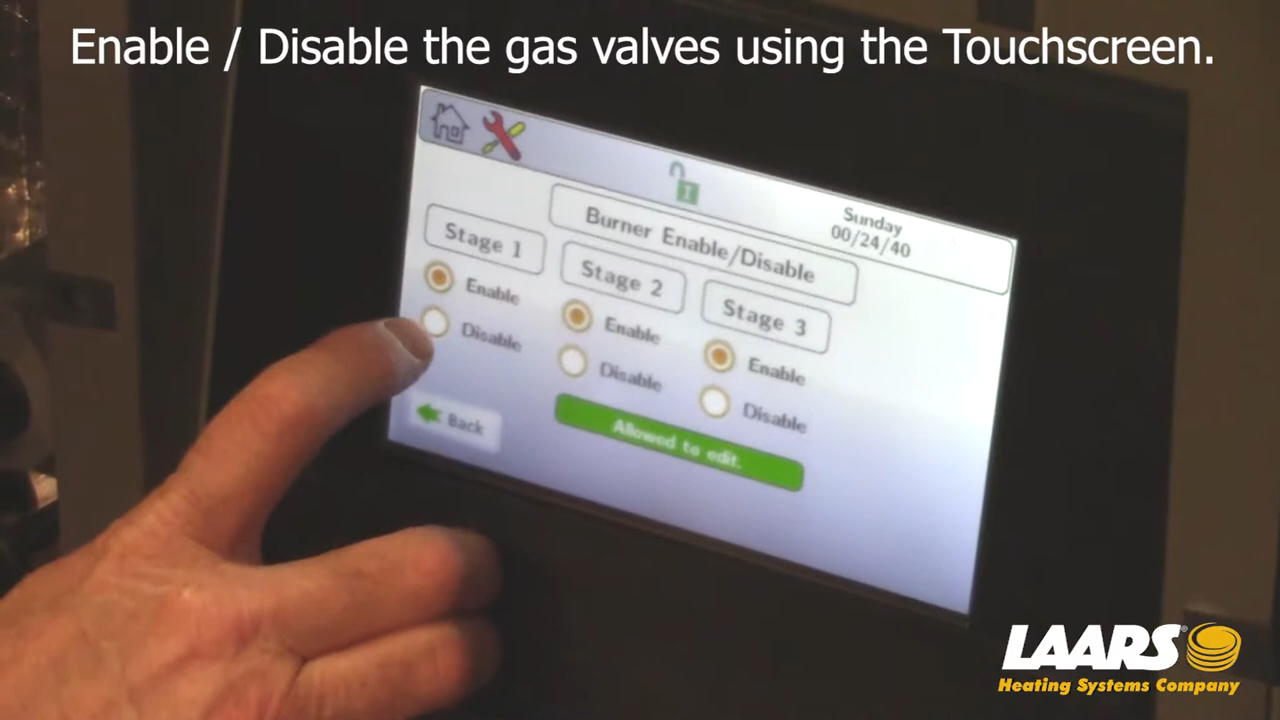 Enable / Disable the gas valves using the Touchscreen.
Sunday
00/24/40
Burner Enable/Disable
Stage 1
Enable
Disable
Stage 2
Enable
Disable
Stage 3
Enable
Disable
Allowed to edit.
Back
LAARS®
Heating Systems Company